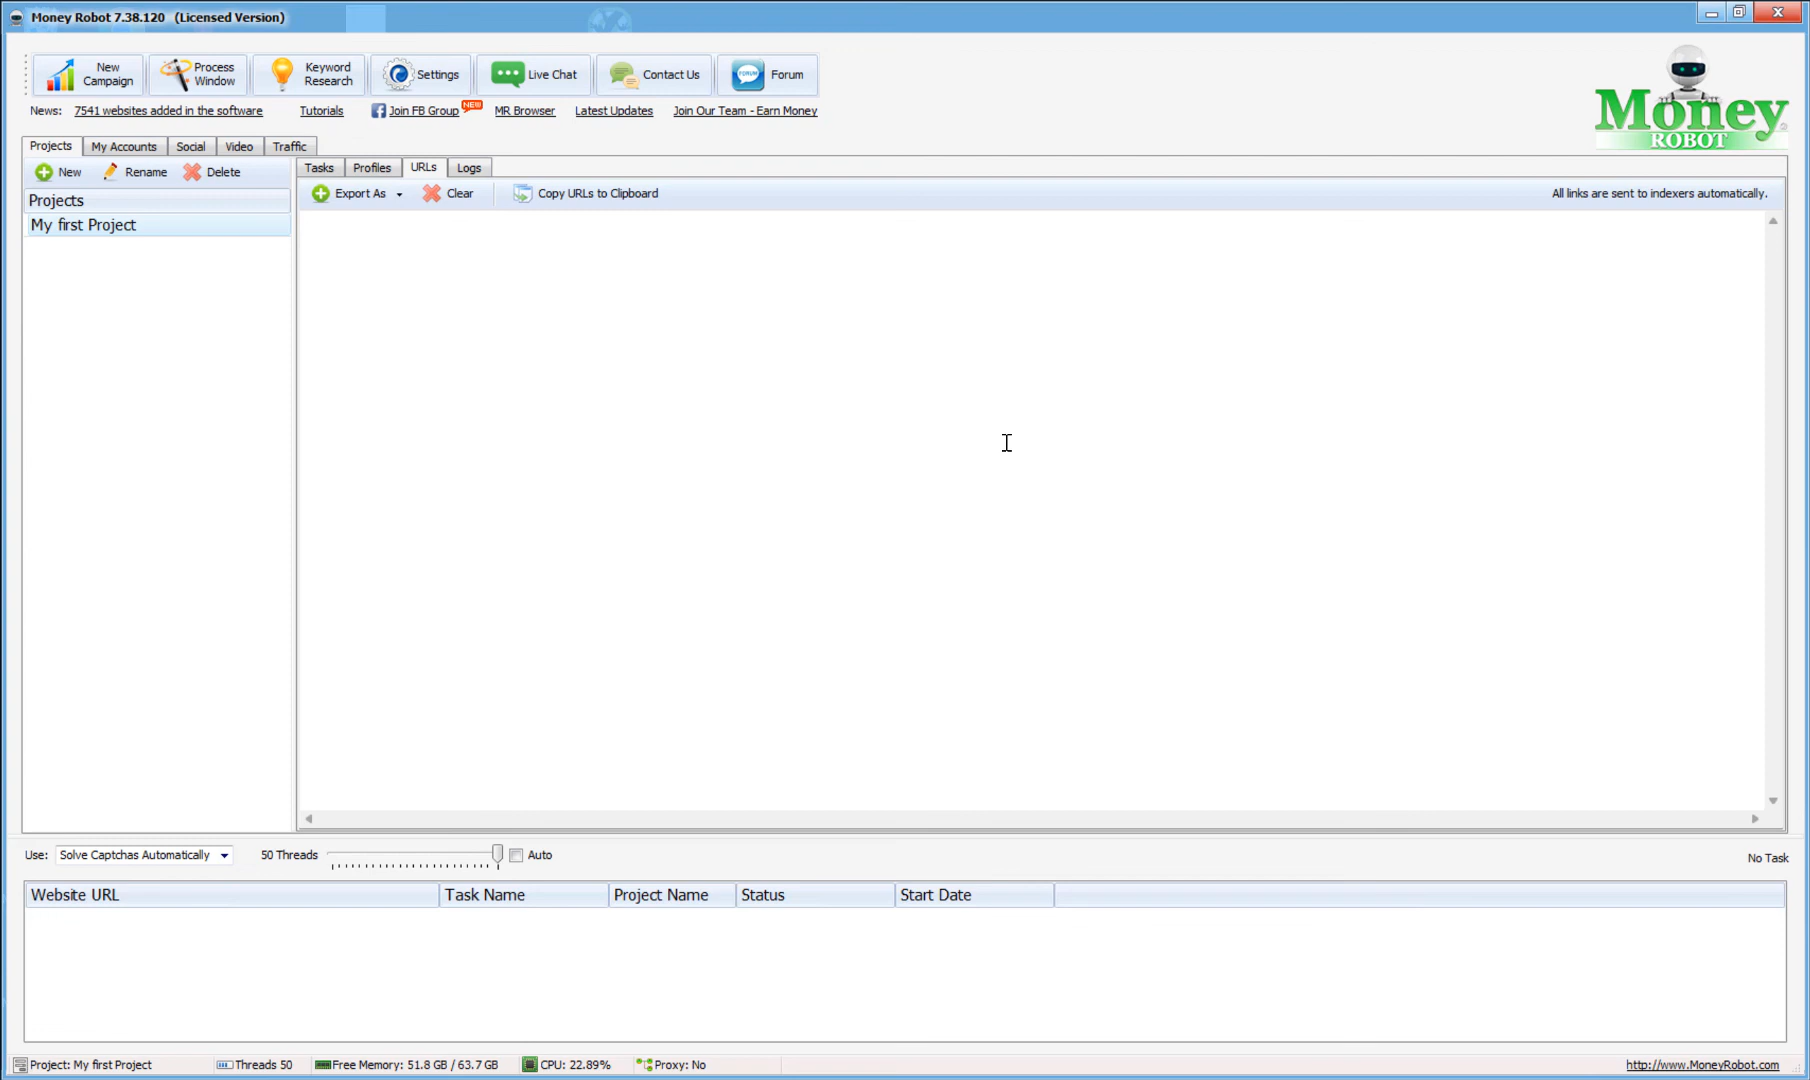 Money Robot 7.38.120 (Licensed Version)
New Campaign
Process Window
Keyword Research
Settings
Live Chat
Contact Us
Forum
FORUM
Money
ROBOT
News: 7541 websites added in the software Tutorials Join FB Group NEW MR Browser Latest Updates Join Our Team - Earn Money
Projects My Accounts Social Video Traffic
New Rename Delete
Tasks Profiles URLs Logs
Export As Clear Copy URLs to Clipboard All links are sent to indexers automatically.
Projects
My first Project
Use: Solve Captchas Automatically 50 Threads Auto No Task
Website URL Task Name Project Name Status Start Date
Project: My first Project Threads 50 Free Memory: 51.8 GB / 63.7 GB CPU: 22.89% Proxy: No http://www.MoneyRobot.com